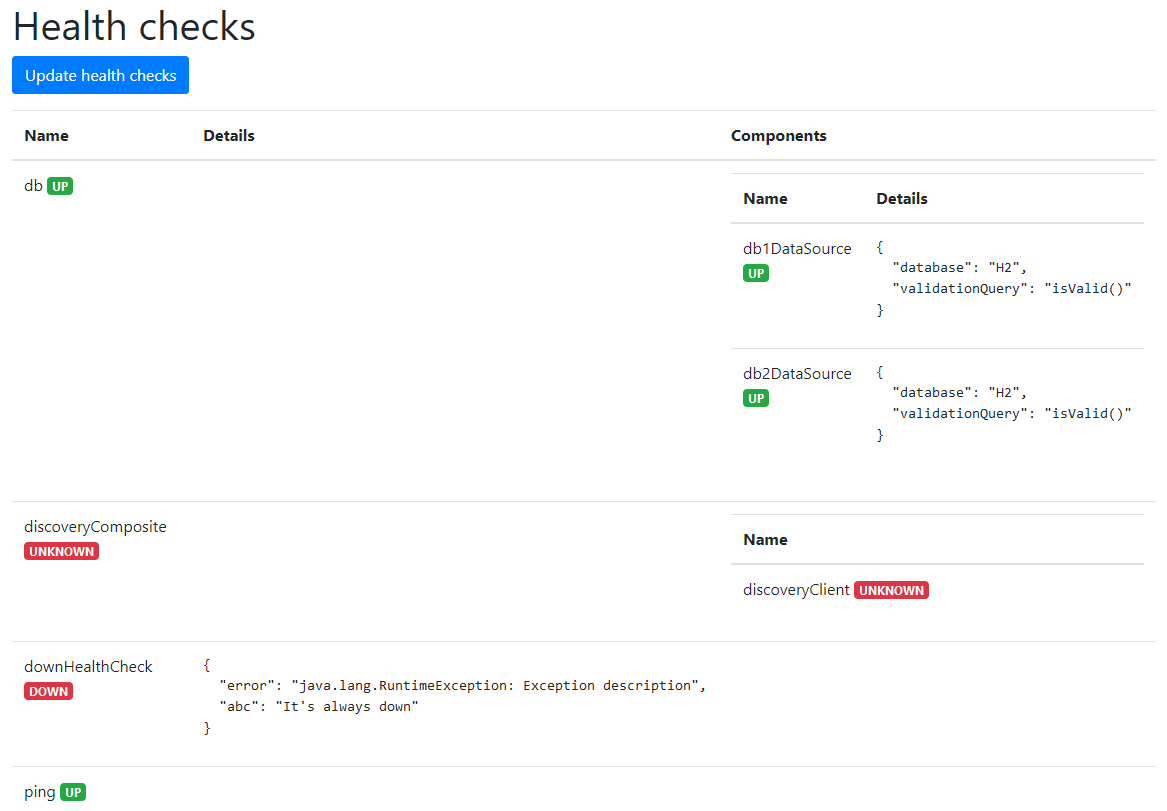 Health checks
Update health checks
Name Details Components
db UP
Name Details
db1DataSource {
UP "database": "H2",
"validationQuery": "isValid()"
}
db2DataSource {
UP "database": "H2",
"validationQuery": "isValid()"
}
discoveryComposite
UNKNOWN
Name
discoveryClient UNKNOWN
downHealthCheck {
DOWN "error": "java.lang.RuntimeException: Exception description",
"abc": "It's always down"
}
ping UP